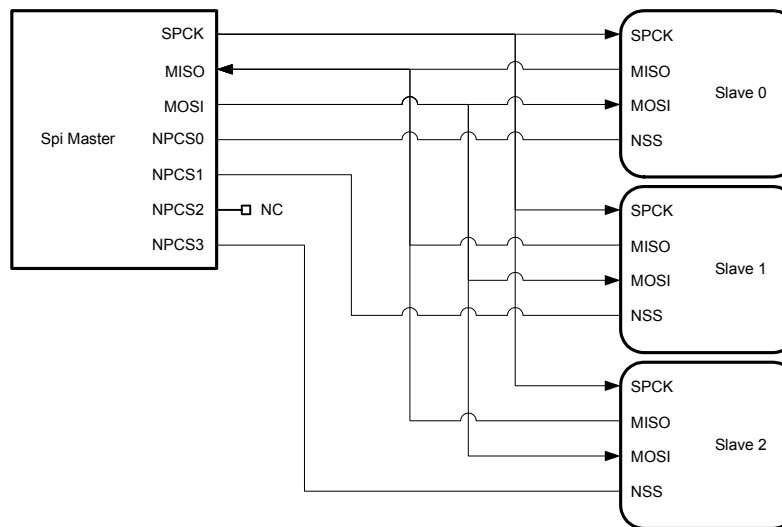 Spi Master
SPCK
MISO
MOSI
NPCS0
NPCS1
NPCS2
NC
NPCS3
SPCK
MISO
MOSI
NSS
Slave 0
SPCK
MISO
MOSI
NSS
Slave 1
SPCK
MISO
MOSI
NSS
Slave 2